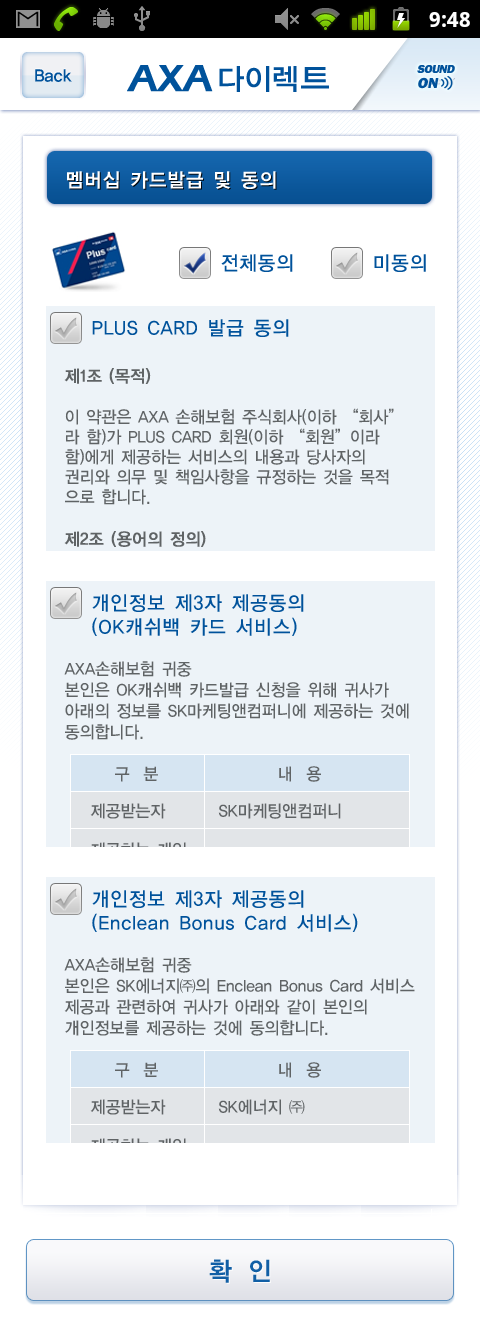 9:48
Back
AXA 다이렉트
SOUND
ON
멤버십 카드발급 및 동의
Plus card
전체동의
미동의
PLUS CARD 발급 동의
제1조 (목적)
이 약관은 AXA 손해보험 주식회사(이하 “회사”
라 함)가 PLUS CARD 회원(이하 “회원”이라
함)에게 제공하는 서비스의 내용과 당사자의
권리와 의무 및 책임사항을 규정하는 것을 목적
으로 합니다.
제2조 (용어의 정의)
개인정보 제3자 제공동의
(OK캐쉬백 카드 서비스)
AXA손해보험 귀중
본인은 OK캐쉬백 카드발급 신청을 위해 귀사가
아래의 정보를 SK마케팅앤컴퍼니에 제공하는 것에
동의합니다.
구 분 내 용
제공받는자 SK마케팅앤컴퍼니
제공하는 개인
개인정보 제3자 제공동의
(Enclean Bonus Card 서비스)
AXA손해보험 귀중
본인은 SK에너지㈜의 Enclean Bonus Card 서비스
제공과 관련하여 귀사가 아래와 같이 본인의
개인정보를 제공하는 것에 동의합니다.
구 분 내 용
제공받는자 SK에너지 ㈜
제공하는 개인
확 인